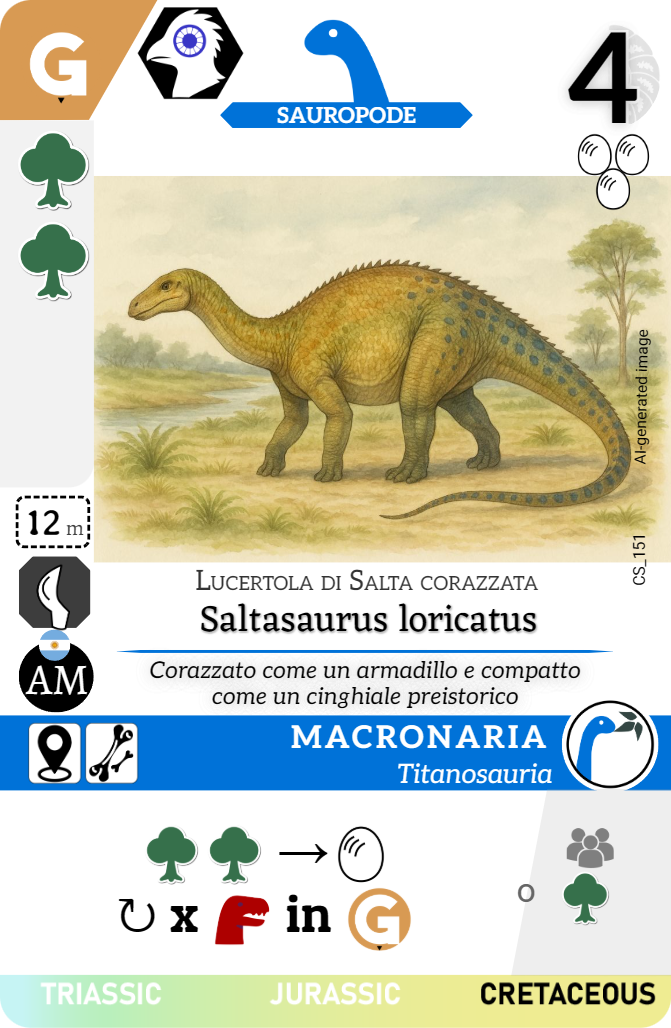 G
SAUROPODE
4
AI-generated image
CS_151
12 m
AM
Lucertola di Salta corazzata
Saltasaurus loricatus
Corazzato come un armadillo e compatto
come un cinghiale preistorico
MACRONARIA
Titanosauria
→
↻ x in G
o
TRIASSIC JURASSIC CRETACEOUS